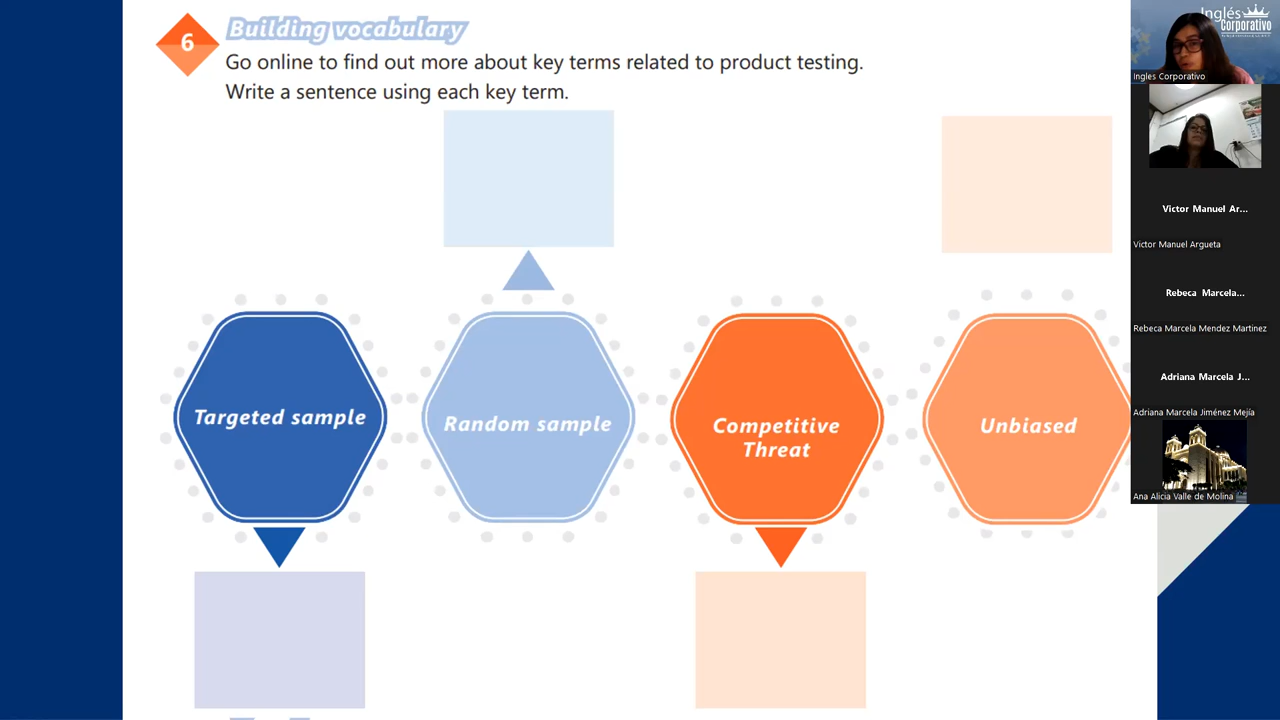 6
Building vocabulary
Go online to find out more about key terms related to product testing.
Write a sentence using each key term.
Targeted sample
Random sample
Competitive
Threat
Unbiased
Inglés
Corporativo
Ingles Corporativo
Victor Manuel Ar...
Victor Manuel Argueta
Rebeca Marcela...
Rebeca Marcela Mendez Martinez
Adriana Marcela J...
Adriana Marcela Jiménez Mejía
Ana Alicia Valle de Molina